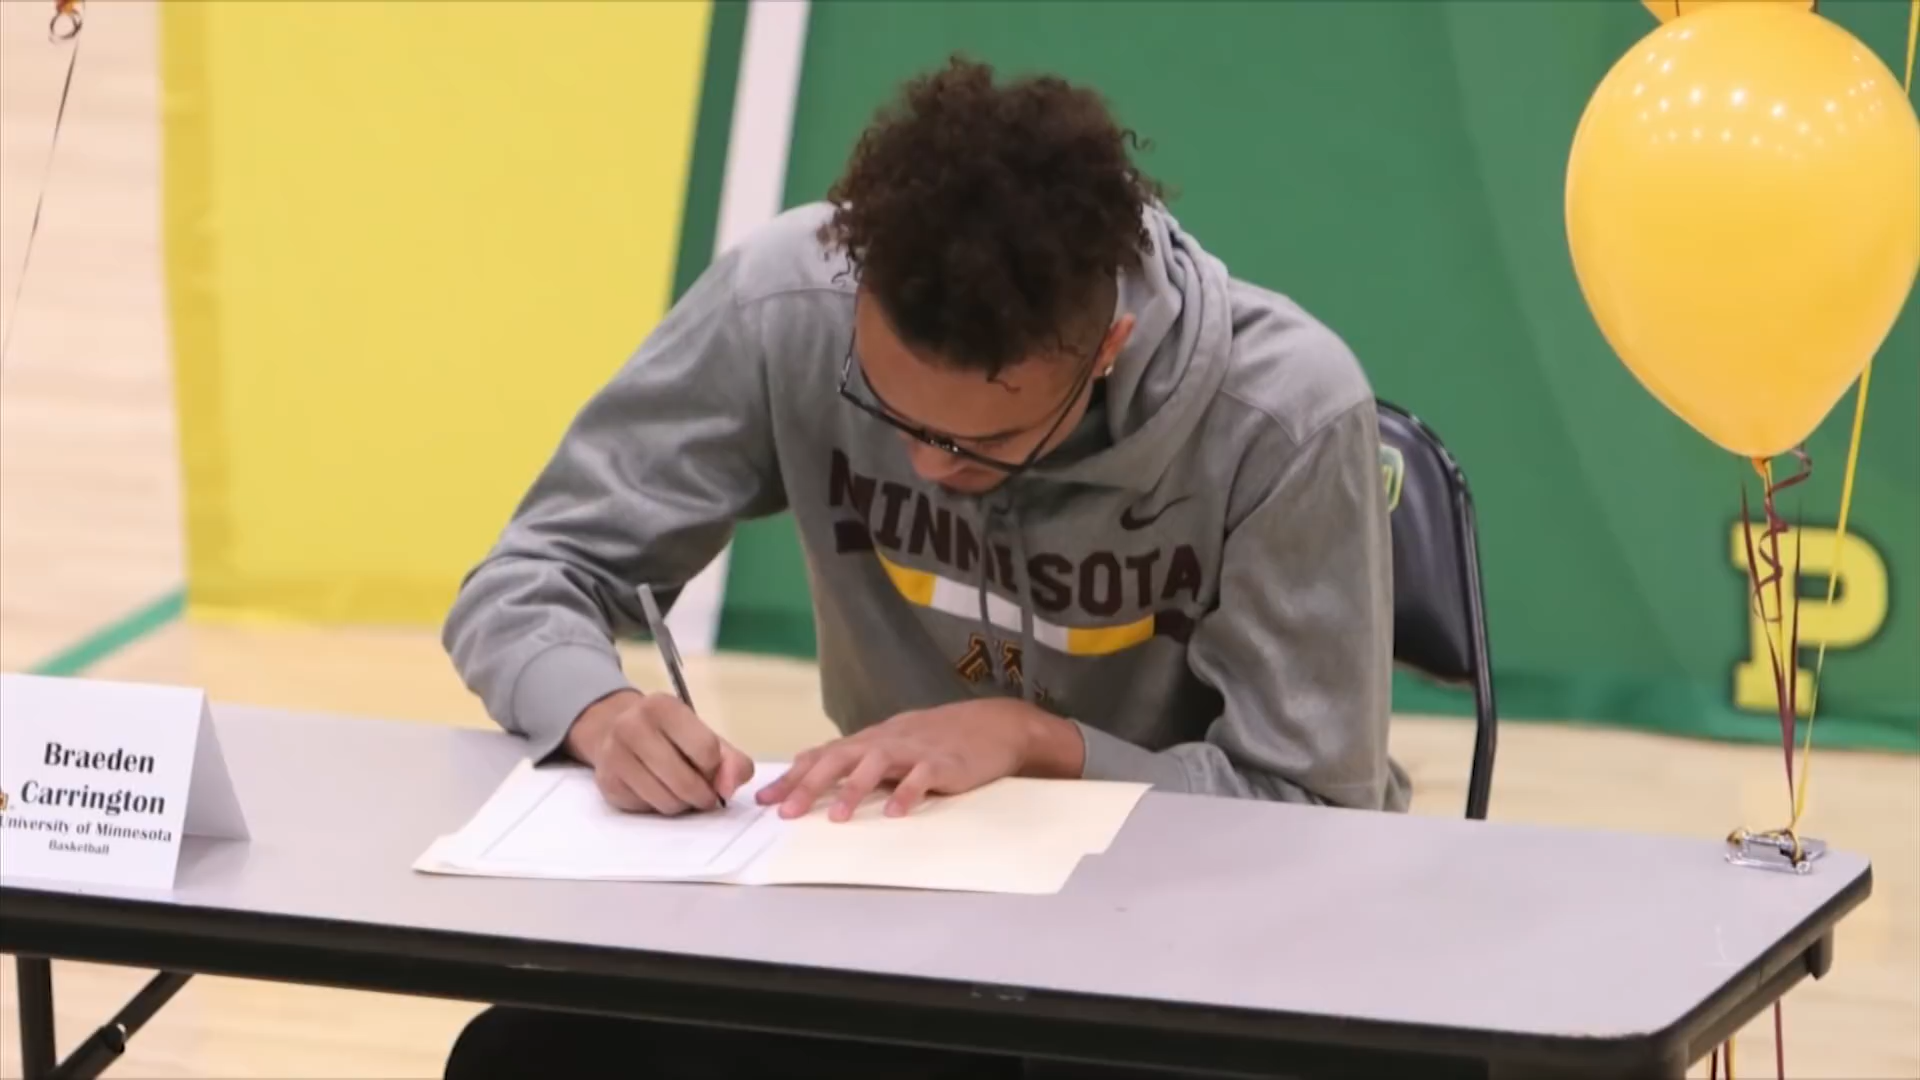 MINNESOTA
M
P
Braeden
Carrington
University of Minnesota
Basketball